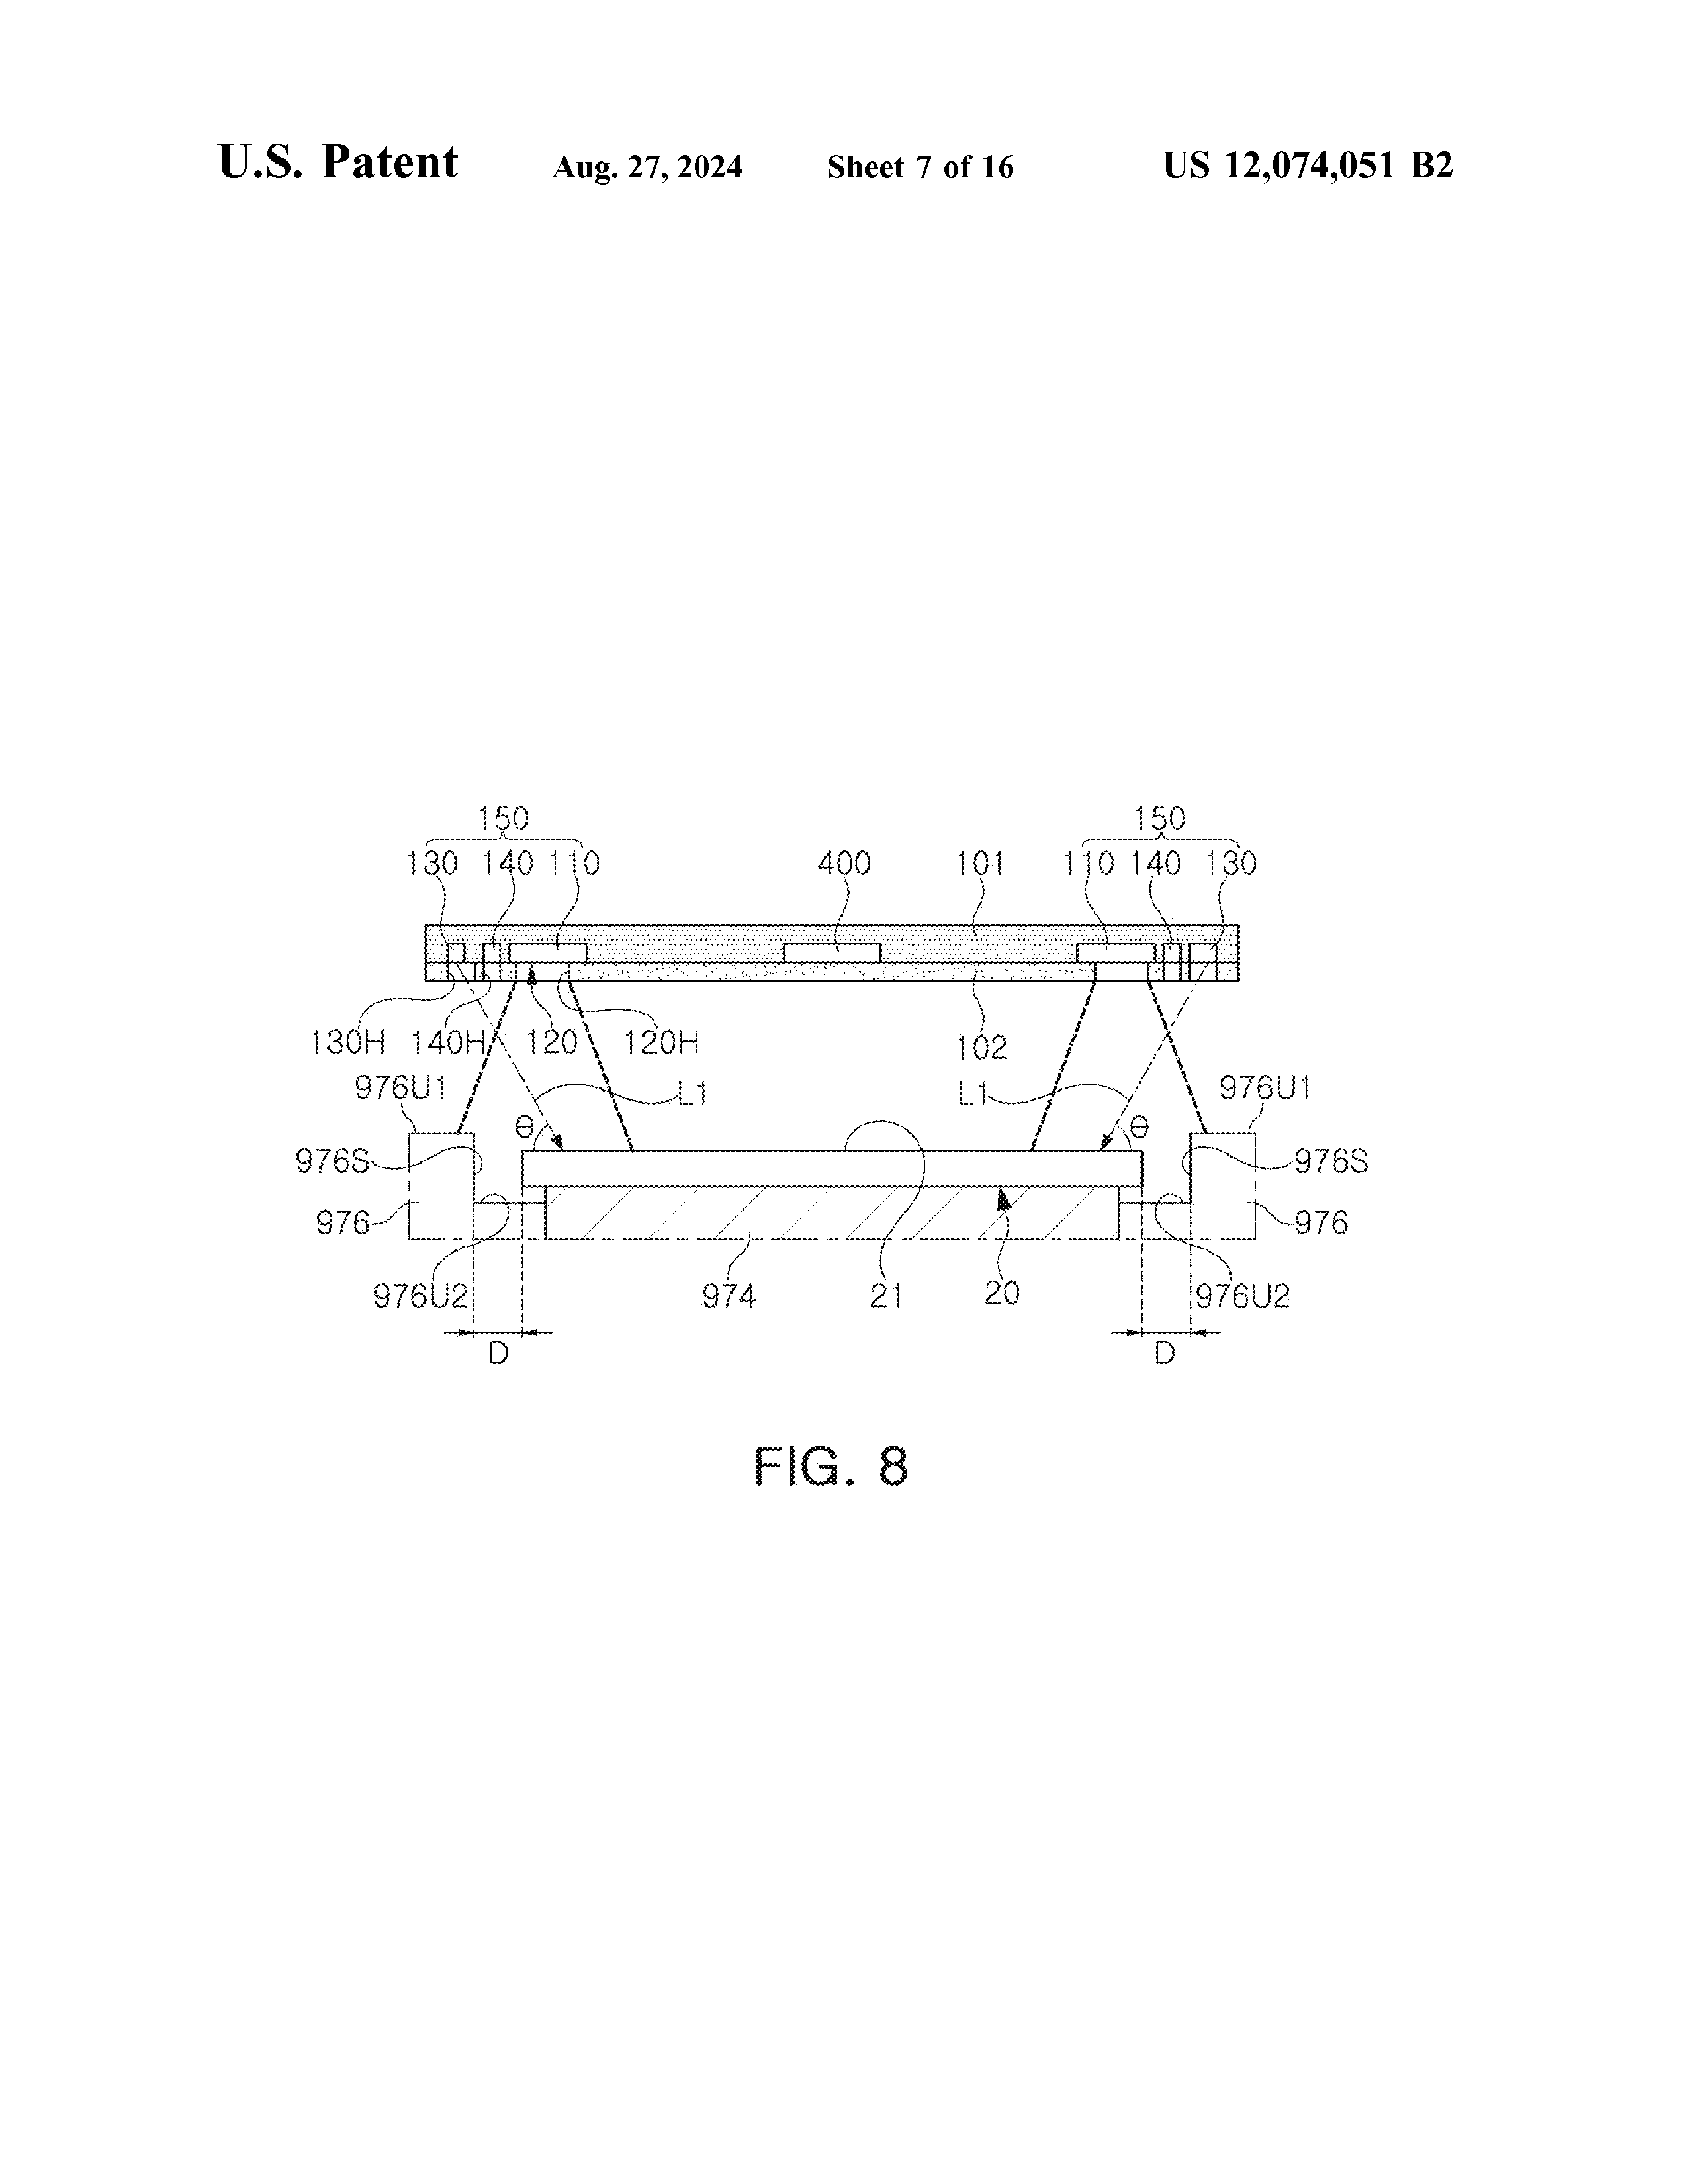 U.S. Patent Aug. 27, 2024 Sheet 7 of 16 US 12,074,051 B2
150 150
130 140 110 400 101 110 140 130
130H 140H 120 120H 102
976U1 L1 L1 976U1
θ θ
976S 976S
976 976
976U2 974 21 20 976U2
D D
FIG. 8